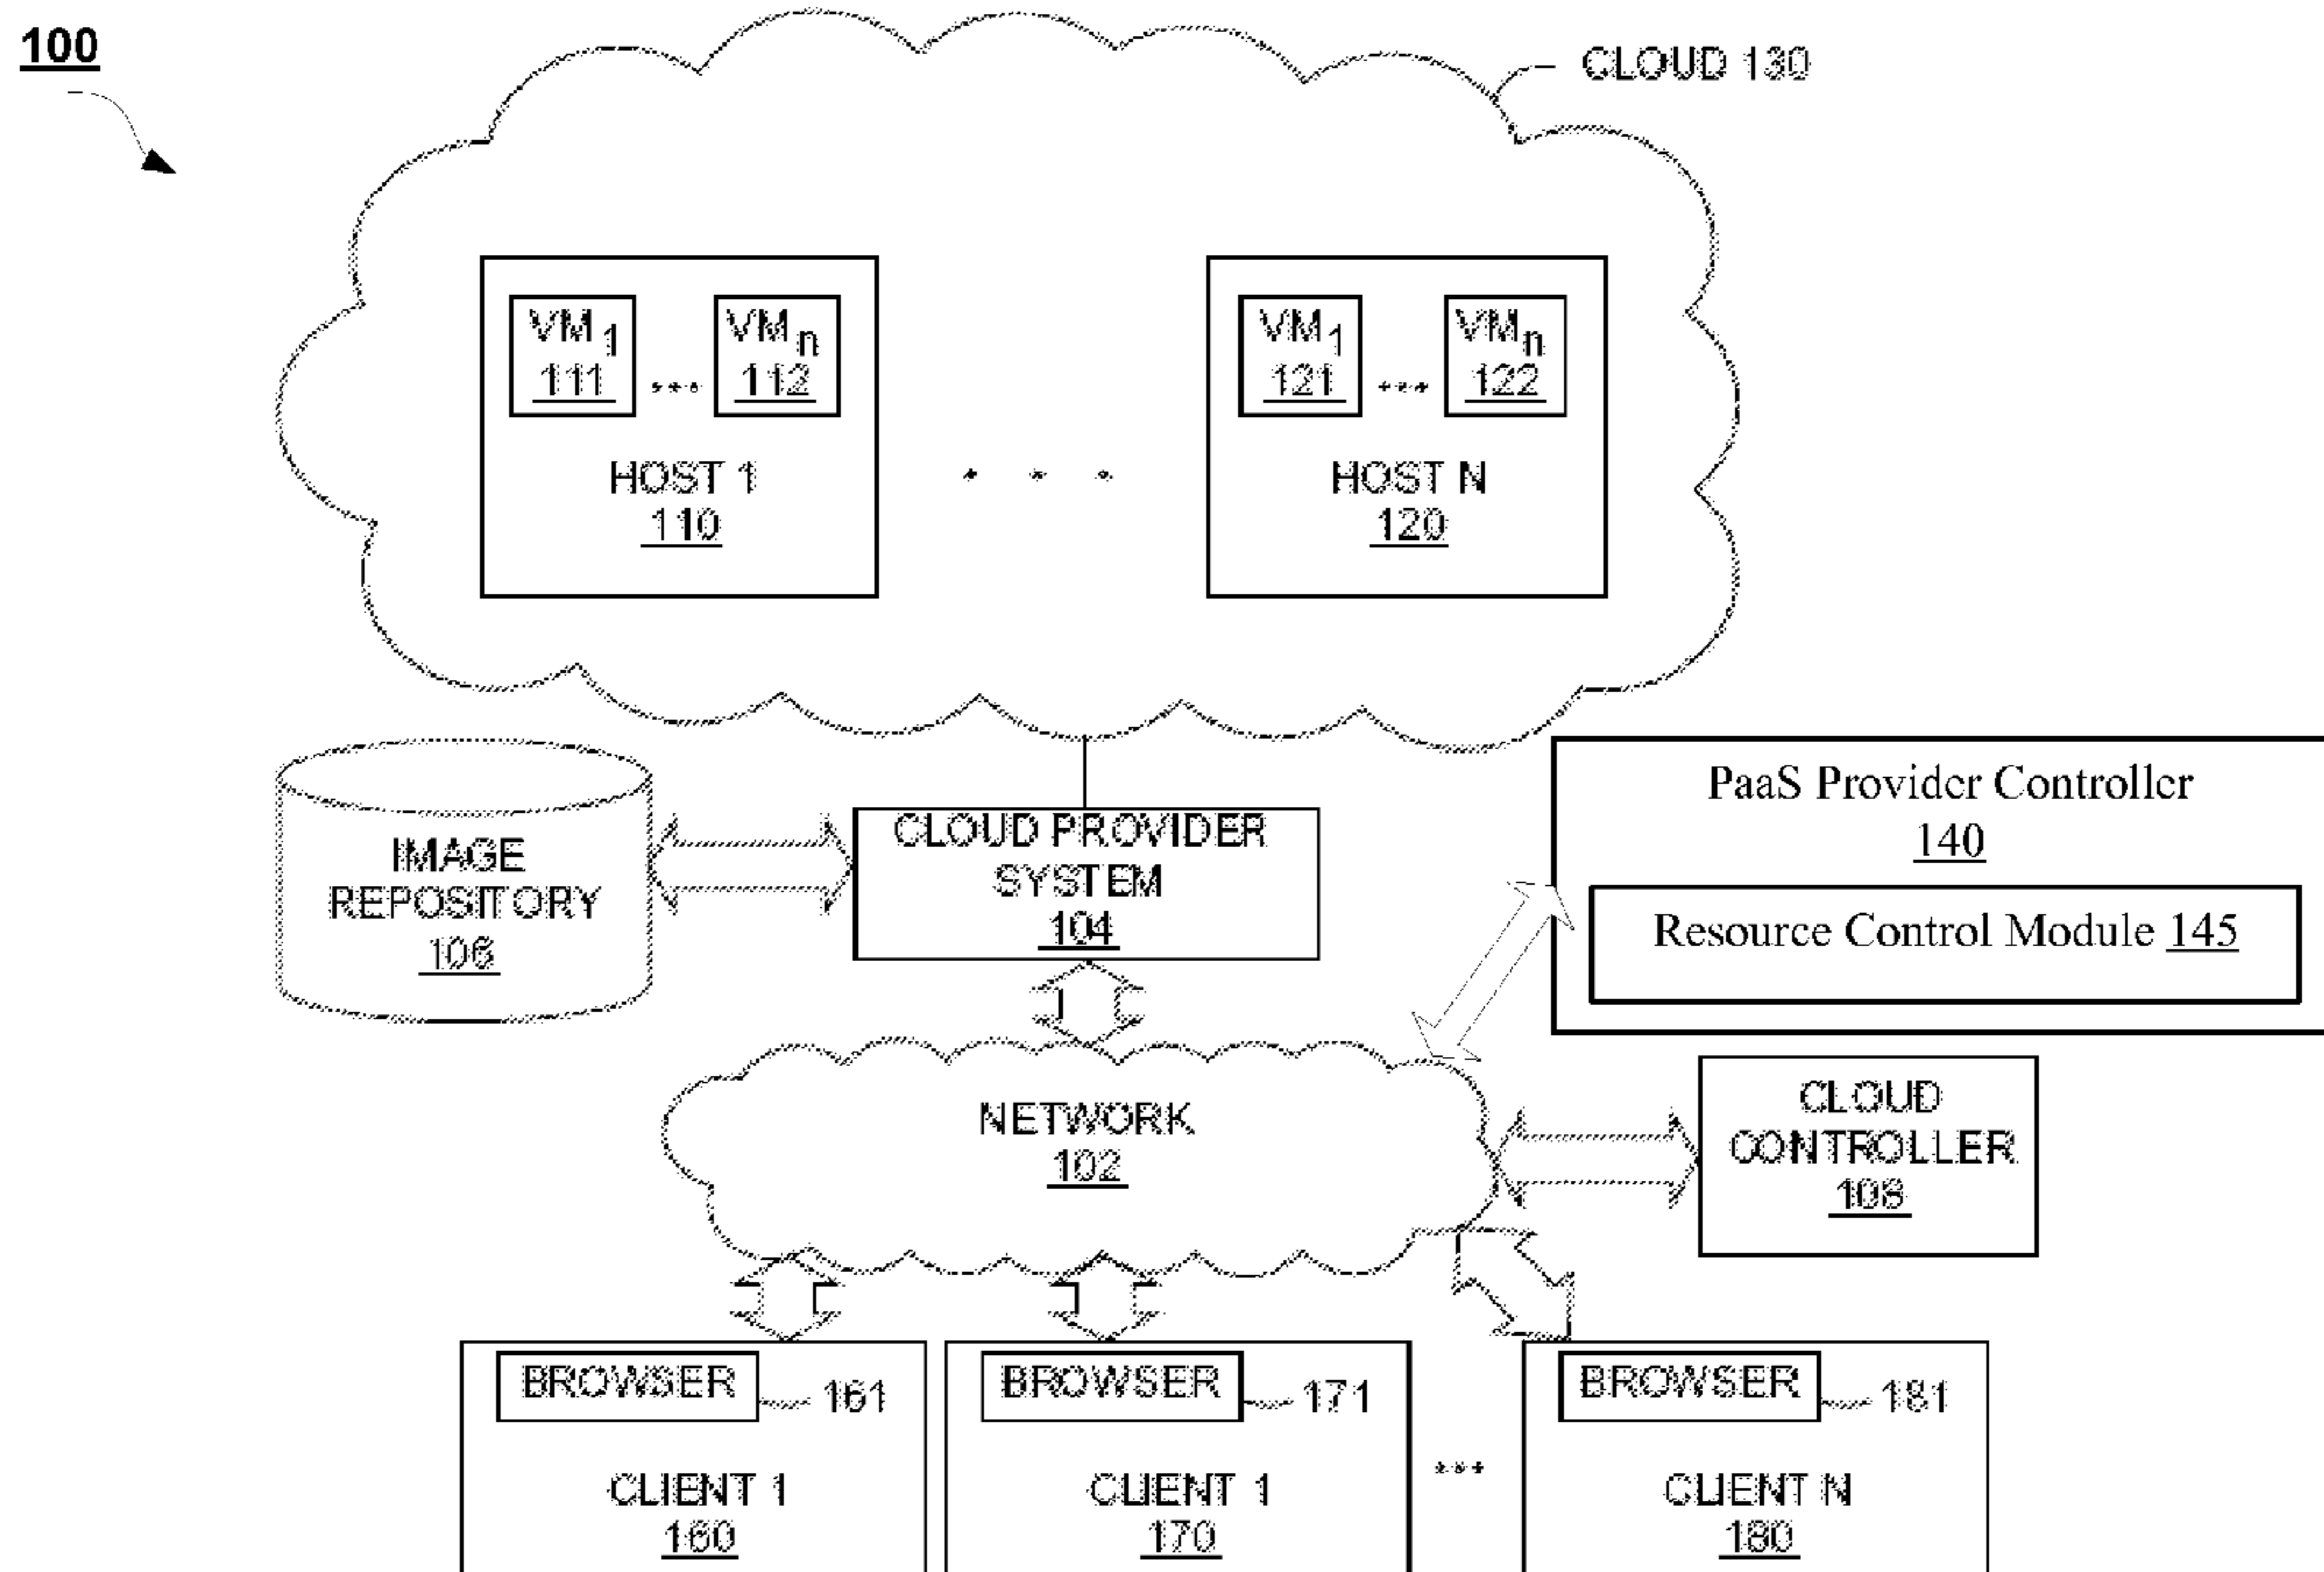 100
CLOUD 130
VM1
111
...
VMn
112
HOST 1
110
. . .
VM1
121
...
VMn
122
HOST N
120
IMAGE
REPOSITORY
106
CLOUD PROVIDER
SYSTEM
104
PaaS Provider Controller
140
Resource Control Module 145
NETWORK
102
CLOUD
CONTROLLER
108
BROWSER
161
CLIENT 1
160
BROWSER
171
CLIENT 1
170
...
BROWSER
181
CLIENT N
180